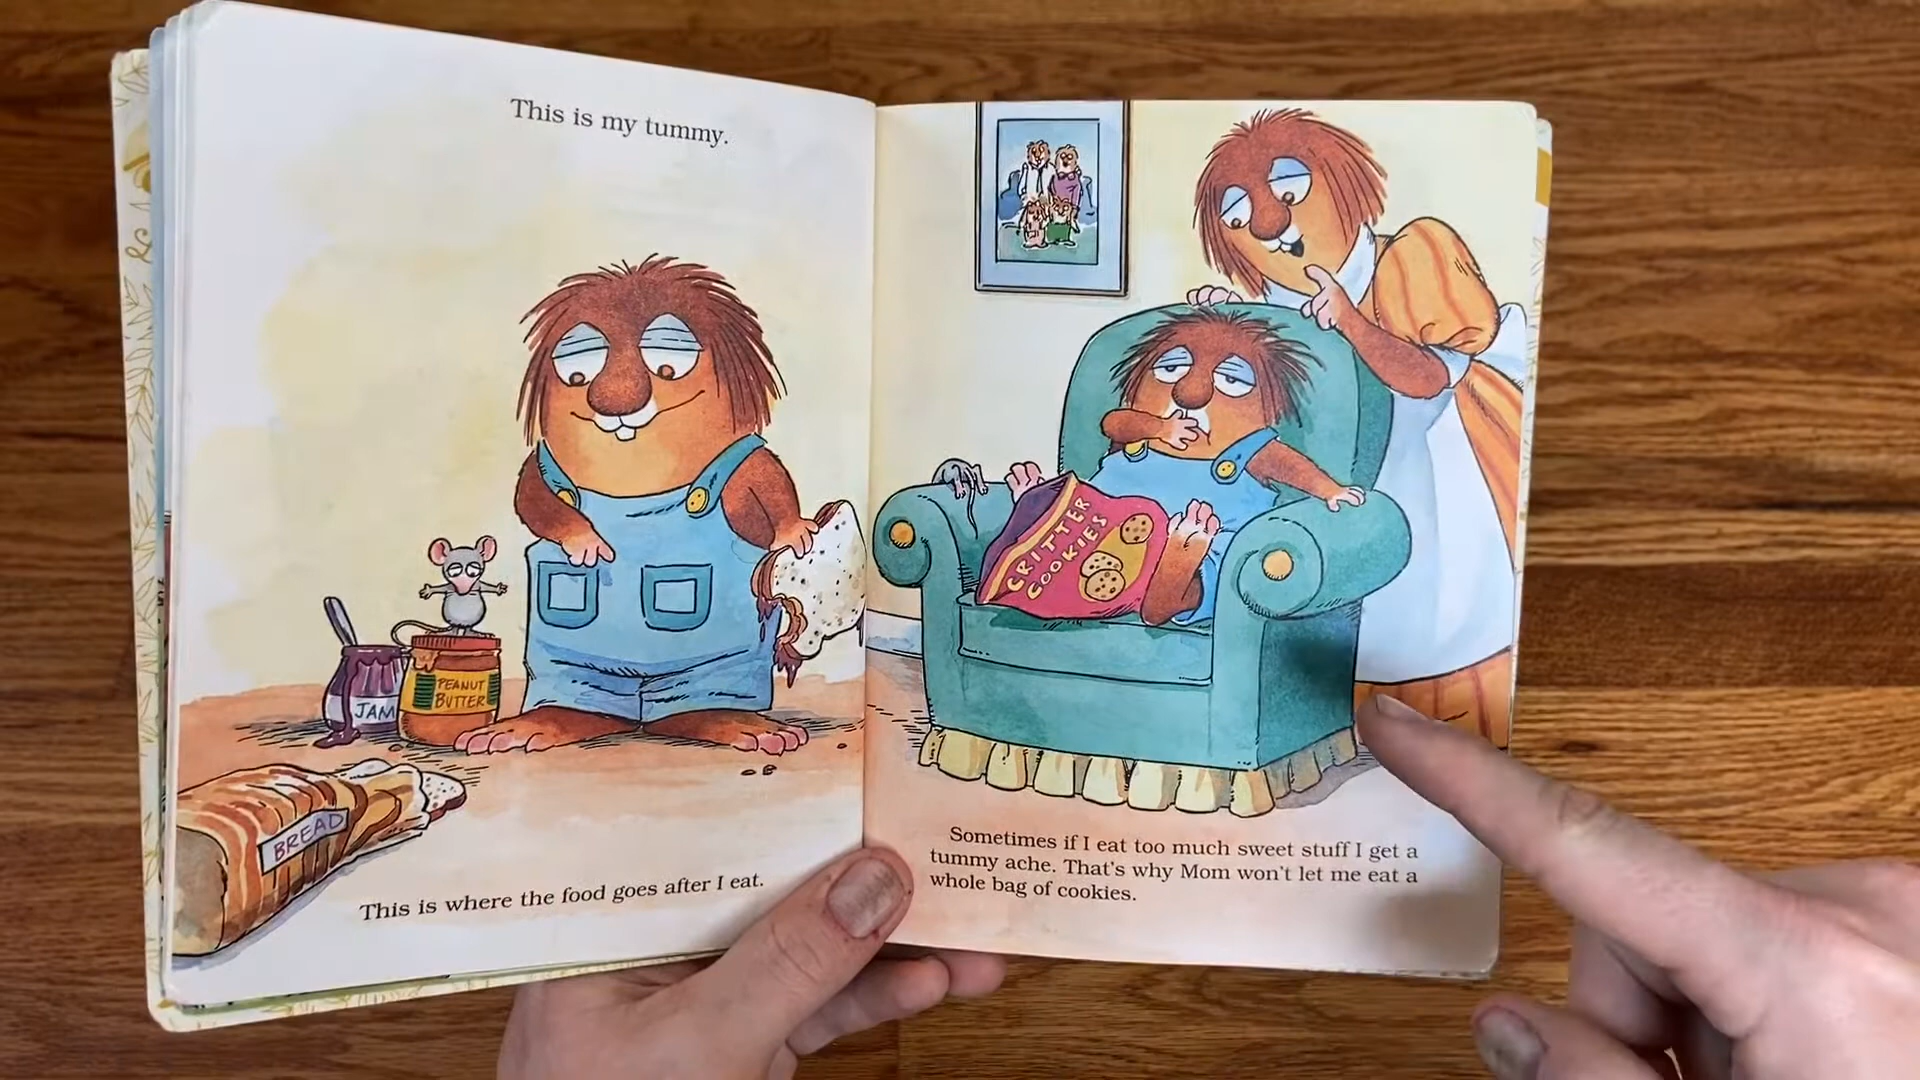 This is my tummy.
JAM
PEANUT
BUTTER
BREAD
This is where the food goes after I eat.
CRITTER
COOKIES
Sometimes if I eat too much sweet stuff I get a
tummy ache. That's why Mom won't let me eat a
whole bag of cookies.